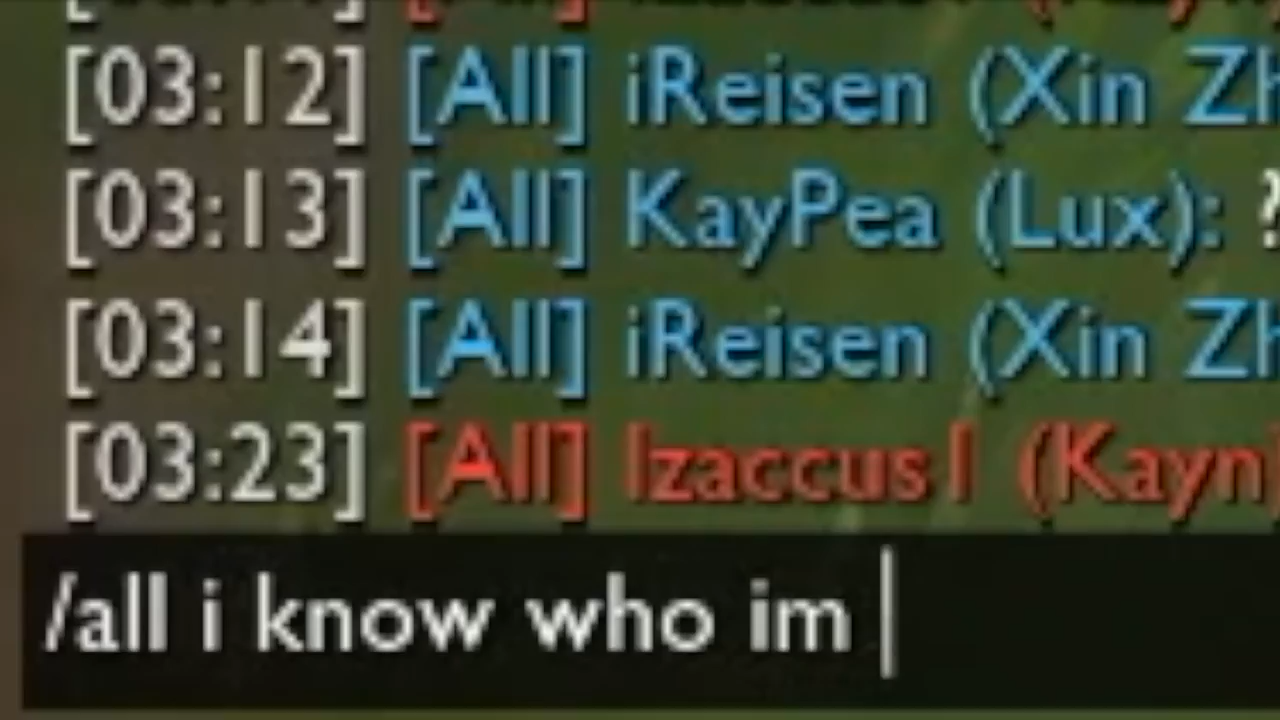 [03:12] [All] iReisen (Xin Zh
[03:13] [All] KayPea (Lux): ?
[03:14] [All] iReisen (Xin Zh
[03:23] [All] Izaccus1 (Kayn)
/all i know who im